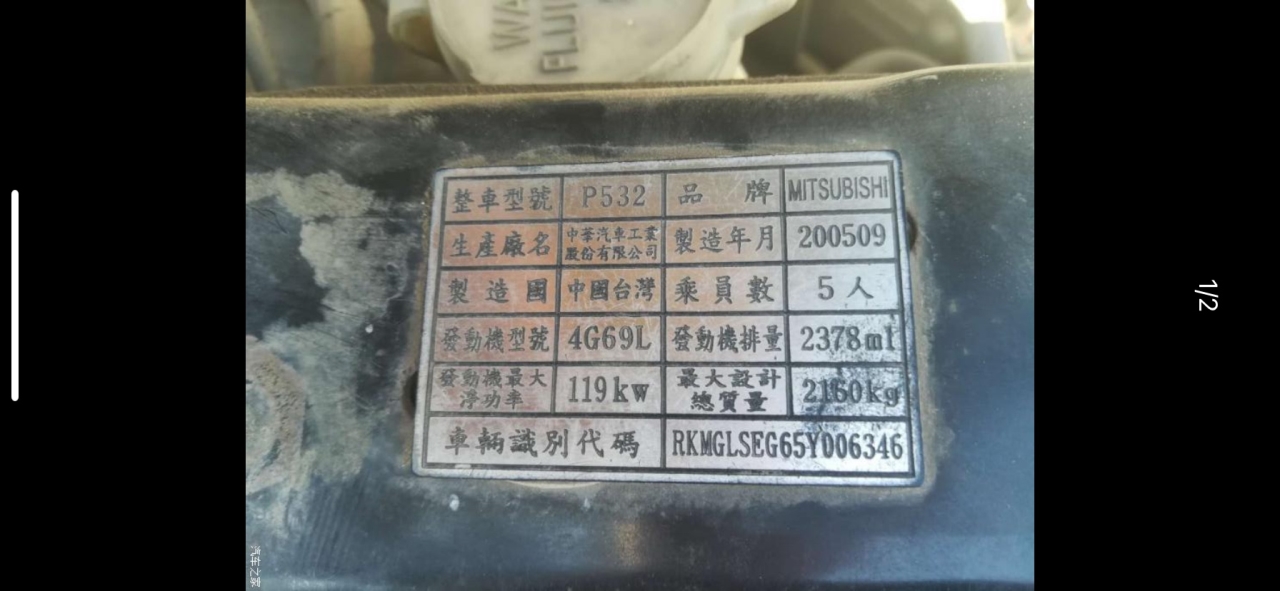 WA
FLUI
整車型號 P532 品 牌 MITSUBISHI
生產廠名 中華汽車工業股份有限公司 製造年月 200509
製造國 中國台灣 乘員數 5人
發動機型號 4G69L 發動機排量 2378ml
發動機最大淨功率 119kw 最大設計總質量 2160kg
車輛識別代碼 RKMGLSEG65Y006346
汽车之家
1/2